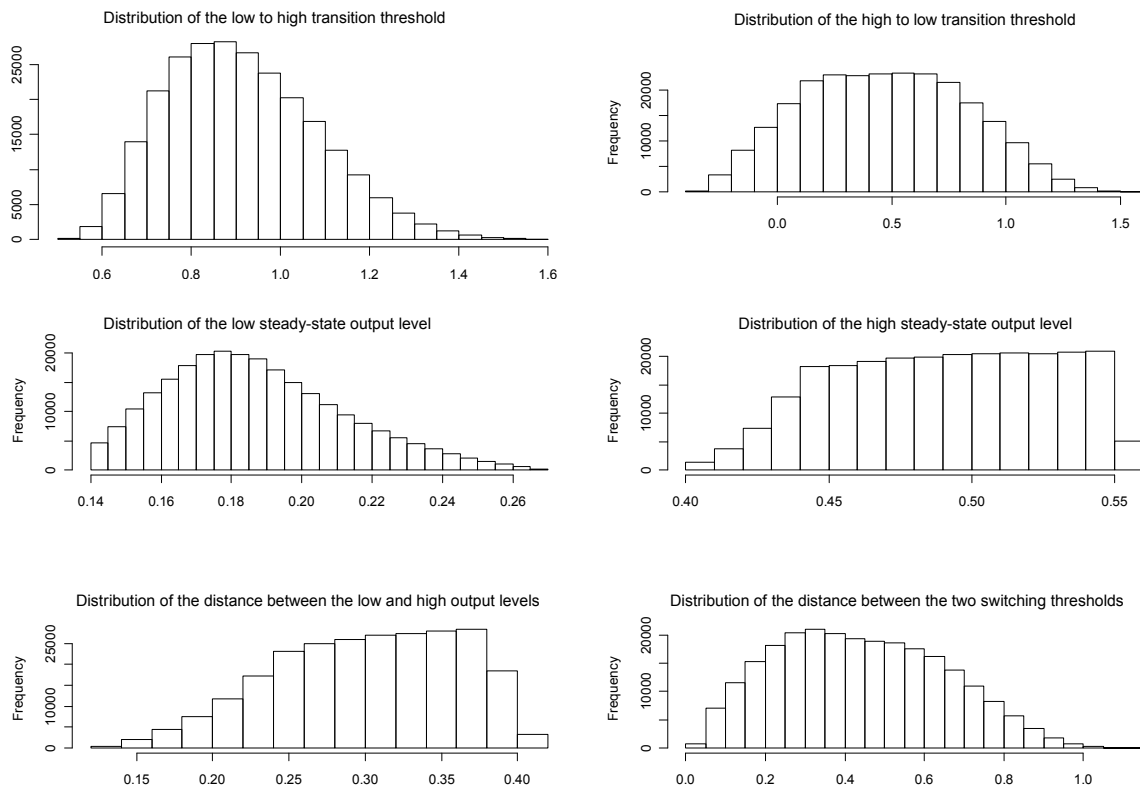 Distribution of the low to high transition threshold
25000
15000
5000
0
0.6 0.8 1.0 1.2 1.4 1.6
Distribution of the high to low transition threshold
Frequency
20000
10000
0
0.0 0.5 1.0 1.5
Distribution of the low steady-state output level
Frequency
20000
10000
0
0.14 0.16 0.18 0.20 0.22 0.24 0.26
Distribution of the high steady-state output level
Frequency
20000
10000
0
0.40 0.45 0.50 0.55
Distribution of the distance between the low and high output levels
Frequency
25000
10000
0
0.15 0.20 0.25 0.30 0.35 0.40
Distribution of the distance between the two switching thresholds
Frequency
20000
10000
0
0.0 0.2 0.4 0.6 0.8 1.0